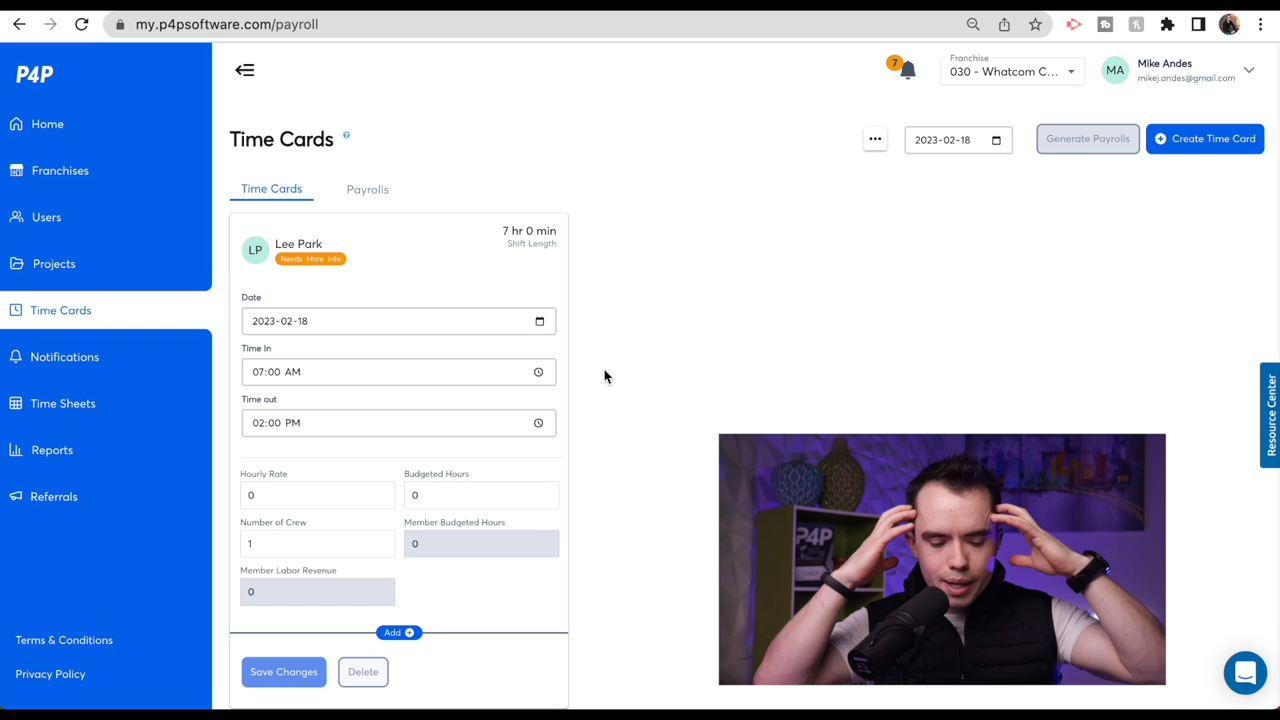 my.p4psoftware.com/payroll
P4P
Home
Franchises
Users
Projects
Time Cards
Notifications
Time Sheets
Reports
Referrals
Terms & Conditions
Privacy Policy
7
Franchise
030 - Whatcom C...
MA
Mike Andes
mikej.andes@gmail.com
Time Cards ?
...
2023-02-18
Generate Payrolls
Create Time Card
Time Cards
Payrolls
LP
Lee Park
Needs More Info
7 hr 0 min
Shift Length
Date
2023-02-18
Time In
07:00 AM
Time out
02:00 PM
Hourly Rate
Budgeted Hours
0
0
Number of Crew
Member Budgeted Hours
1
0
Member Labor Revenue
0
Add
Save Changes
Delete
Resource Center
P4P